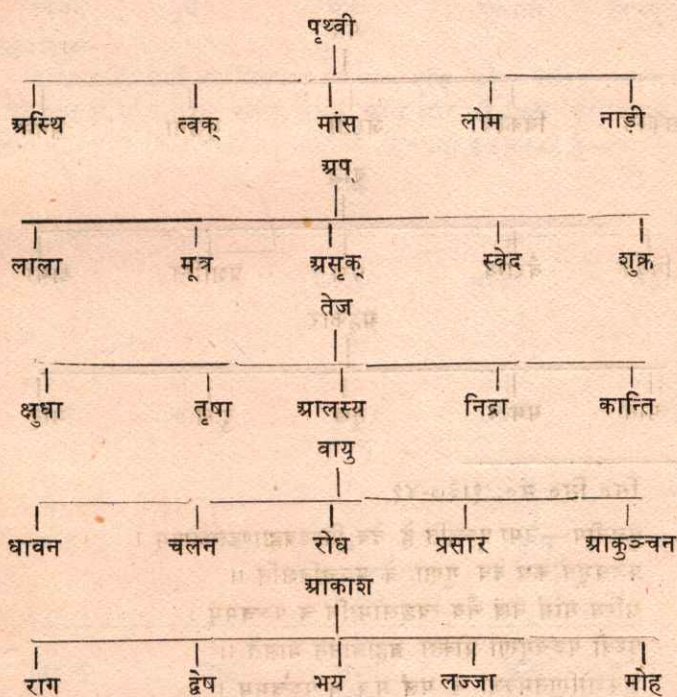 पृथ्वी
अस्थि त्वक् मांस लोम नाड़ी
अप्
लाला मूत्र असृक् स्वेद शुक्र
तेज
क्षुधा तृषा आलस्य निद्रा कान्ति
वायु
धावन चलन रोध प्रसार आकुञ्चन
आकाश
राग द्वेष भय लज्जा मोह